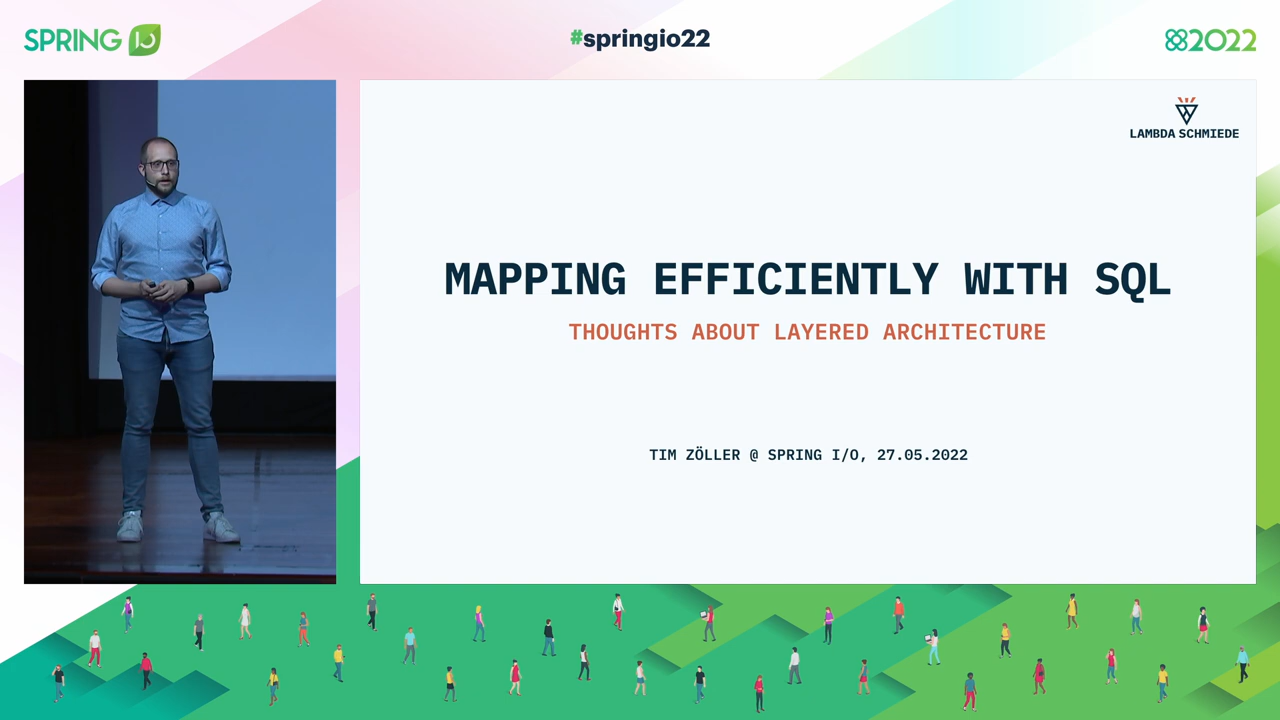 SPRING IO
#springio22
2022
LAMBDA SCHMIEDE
MAPPING EFFICIENTLY WITH SQL
THOUGHTS ABOUT LAYERED ARCHITECTURE
TIM ZÖLLER @ SPRING I/O, 27.05.2022